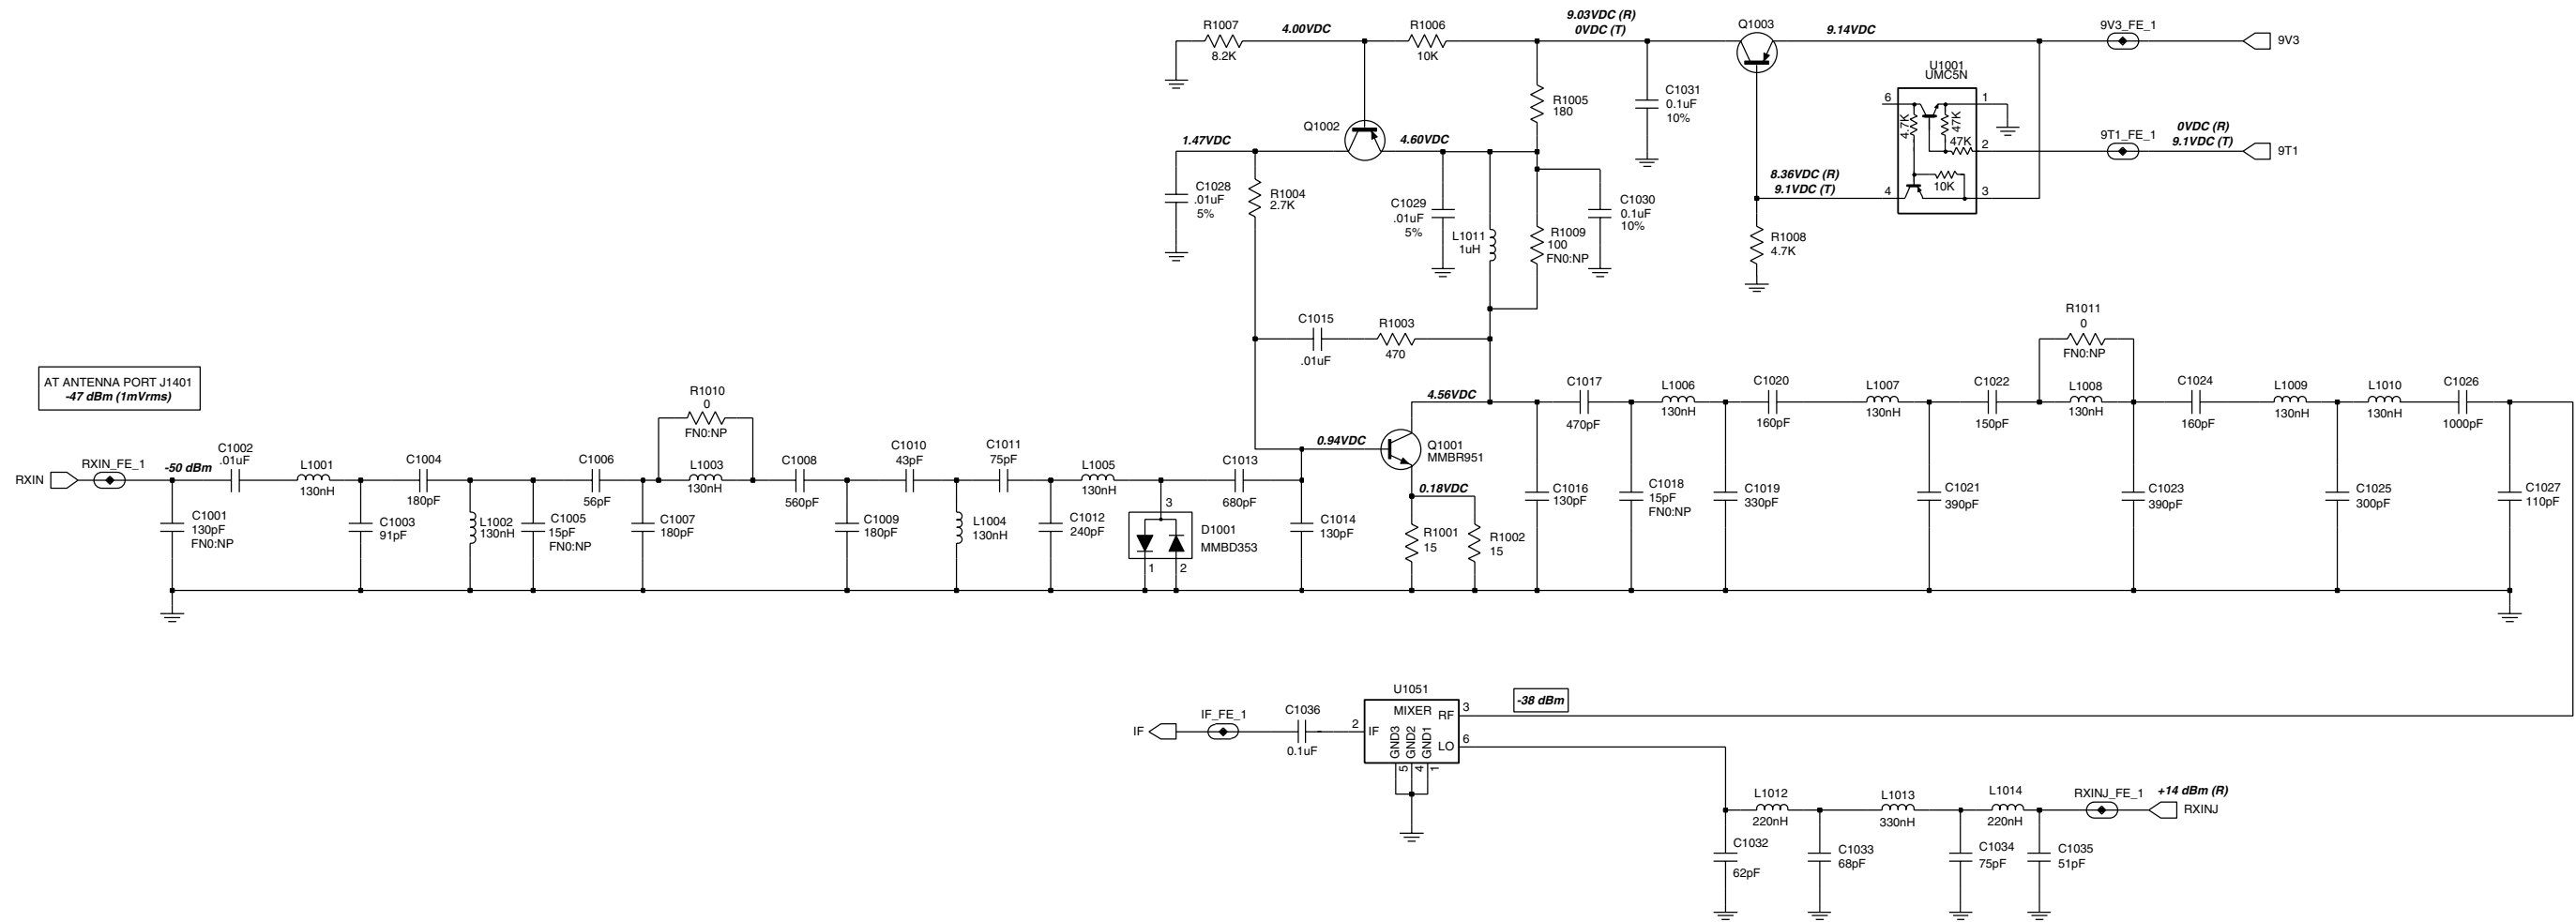 R1007
8.2K
4.00VDC
R1006
10K
9.03VDC (R)
0VDC (T)
Q1003
9.14VDC
9V3_FE_1
9V3
U1001
UMC5N
6
1
4.7K
47K
47K
2
10K
4
3
9T1_FE_1
0VDC (R)
9.1VDC (T)
9T1
R1005
180
C1031
0.1uF
10%
Q1002
1.47VDC
4.60VDC
8.36VDC (R)
9.1VDC (T)
C1028
.01uF
5%
R1004
2.7K
C1029
.01uF
5%
L1011
1uH
R1009
100
FN0:NP
C1030
0.1uF
10%
R1008
4.7K
C1015
.01uF
R1003
470
R1011
0
FN0:NP
AT ANTENNA PORT J1401
-47 dBm (1mVrms)
R1010
0
FN0:NP
4.56VDC
C1017
470pF
L1006
130nH
C1020
160pF
L1007
130nH
C1022
150pF
L1008
130nH
C1024
160pF
L1009
130nH
L1010
130nH
C1026
1000pF
RXIN
RXIN_FE_1
-50 dBm
C1002
.01uF
L1001
130nH
C1004
180pF
C1006
56pF
L1003
130nH
C1008
560pF
C1010
43pF
C1011
75pF
L1005
130nH
C1013
680pF
0.94VDC
Q1001
MMBR951
0.18VDC
C1001
130pF
FN0:NP
C1003
91pF
L1002
130nH
C1005
15pF
FN0:NP
C1007
180pF
C1009
180pF
L1004
130nH
C1012
240pF
3
D1001
MMBD353
1
2
C1014
130pF
R1001
15
R1002
15
C1016
130pF
C1018
15pF
FN0:NP
C1019
330pF
C1021
390pF
C1023
390pF
C1025
300pF
C1027
110pF
U1051
MIXER
RF
3
-38 dBm
IF
IF_FE_1
C1036
0.1uF
2
IF
LO
6
GND3
GND2
GND1
5
4
1
L1012
220nH
L1013
330nH
L1014
220nH
RXINJ_FE_1
+14 dBm (R)
RXINJ
C1032
62pF
C1033
68pF
C1034
75pF
C1035
51pF